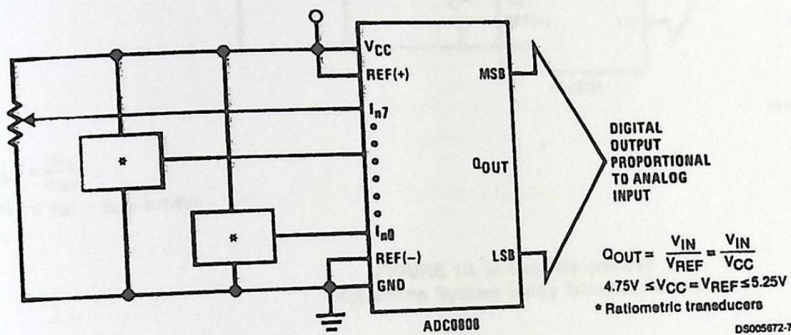 VCC
REF(+)
In7
In0
REF(−)
GND
MSB
QOUT
LSB
ADC0808
*
*
DIGITAL
OUTPUT
PROPORTIONAL
TO ANALOG
INPUT
QOUT = VIN/VREF = VIN/VCC
4.75V ≤ VCC = VREF ≤ 5.25V
* Ratiometric transducers
DS005672-7